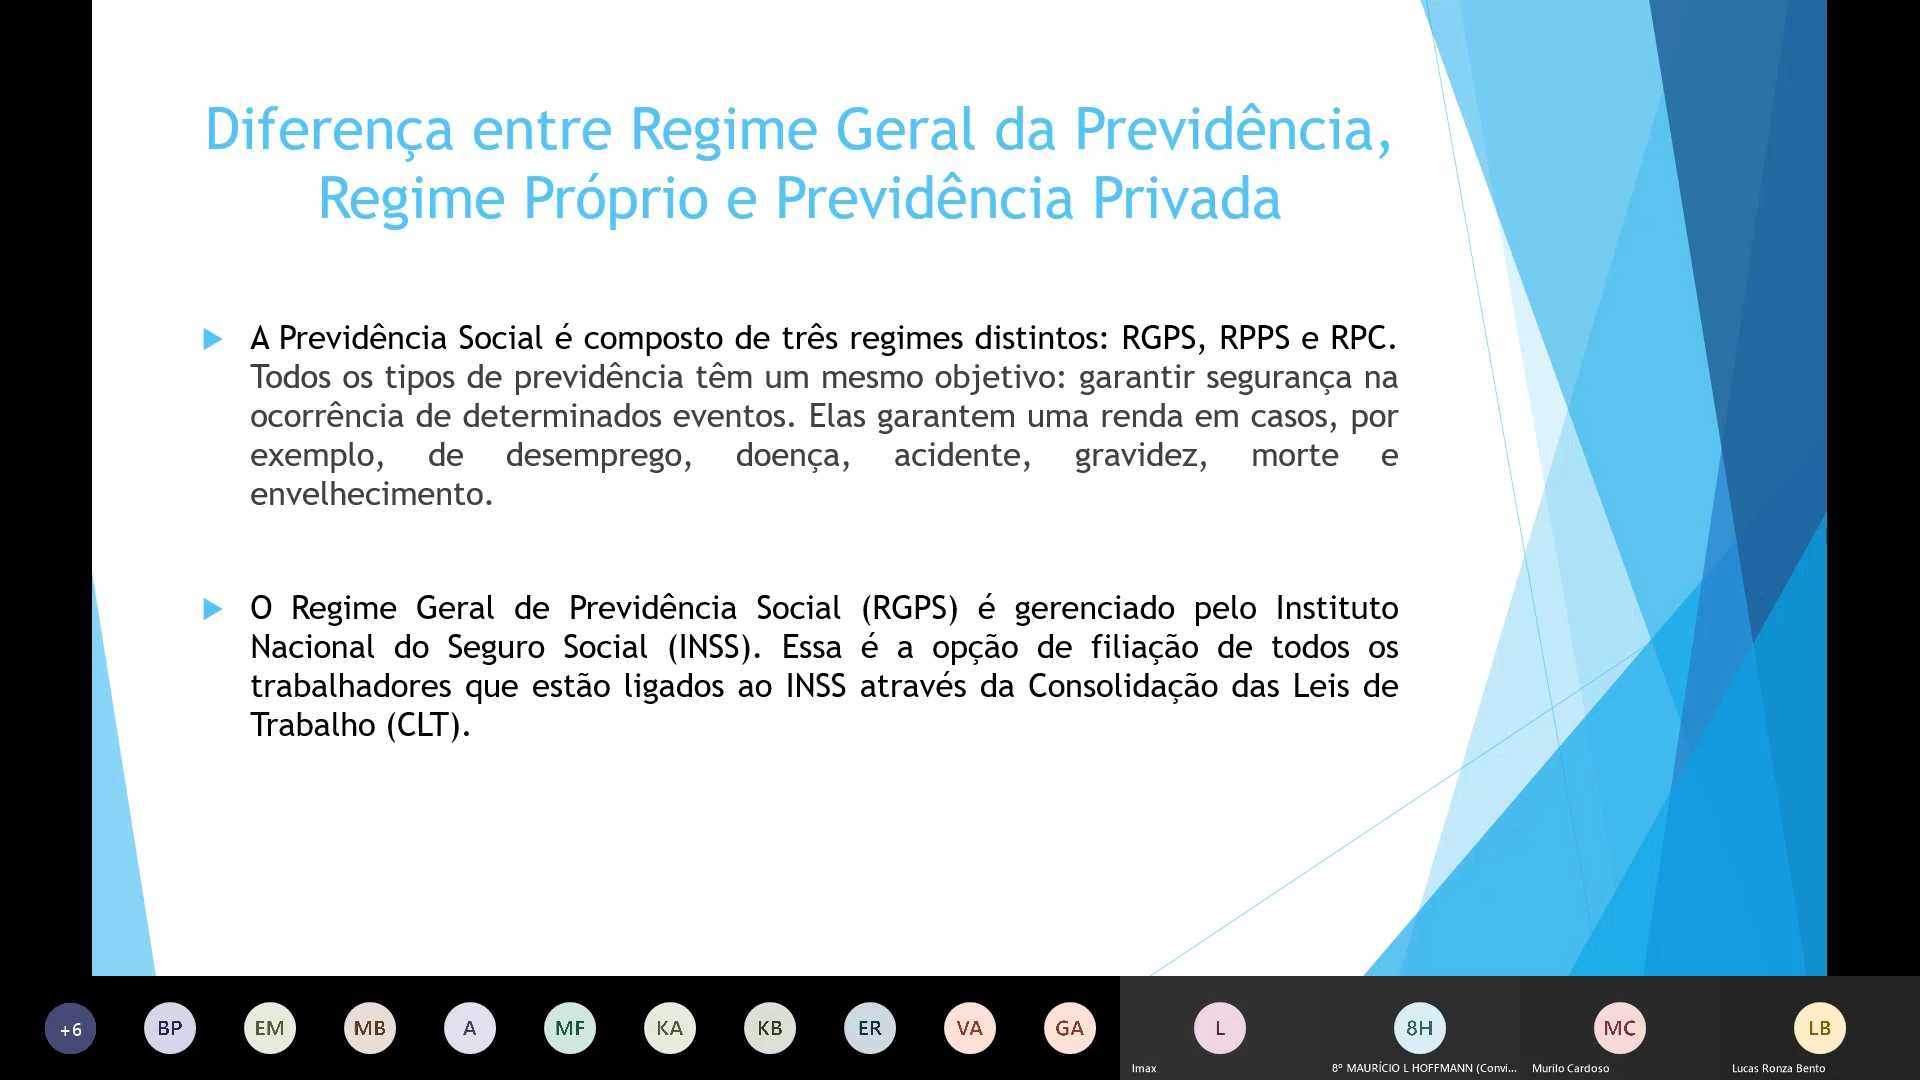 Diferença entre Regime Geral da Previdência,
Regime Próprio e Previdência Privada
A Previdência Social é composto de três regimes distintos: RGPS, RPPS e RPC.
Todos os tipos de previdência têm um mesmo objetivo: garantir segurança na
ocorrência de determinados eventos. Elas garantem uma renda em casos, por
exemplo, de desemprego, doença, acidente, gravidez, morte e
envelhecimento.
O Regime Geral de Previdência Social (RGPS) é gerenciado pelo Instituto
Nacional do Seguro Social (INSS). Essa é a opção de filiação de todos os
trabalhadores que estão ligados ao INSS através da Consolidação das Leis de
Trabalho (CLT).
+6 BP EM MB A MF KA KB ER VA GA L 8H MC LB
lmax 8º MAURÍCIO L HOFFMANN (Convi... Murilo Cardoso Lucas Ronza Bento